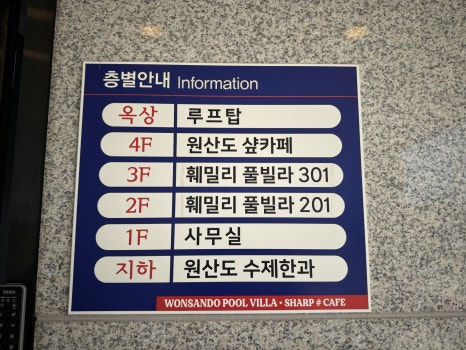 층별안내 Information
옥상 루프탑
4F 원산도 샾카페
3F 훼밀리 풀빌라 301
2F 훼밀리 풀빌라 201
1F 사무실
지하 원산도 수제한과
WONSANDO POOL VILLA • SHARP # CAFE